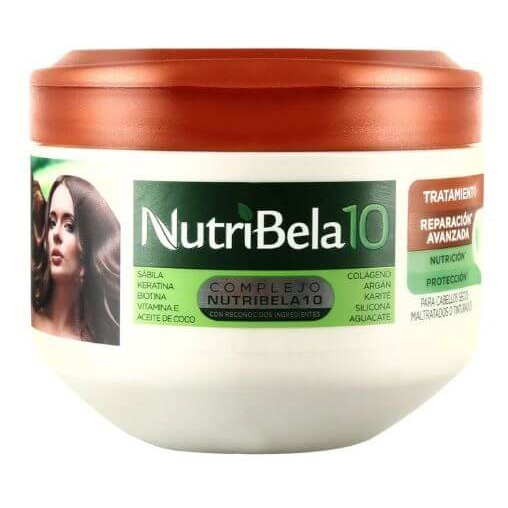 NutriBela10
SÁBILA
KERATINA
BIOTINA
VITAMINA E
ACEITE DE COCO
COMPLEJO
NUTRIBELA10
CON RECONOCIDOS INGREDIENTES
COLÁGENO
ARGÁN
KARITÉ
SILICONA
AGUACATE
TRATAMIENTO
REPARACIÓN
AVANZADA
NUTRICIÓN
PROTECCIÓN
PARA CABELLOS SECOS
MALTRATADOS O TINTURADOS